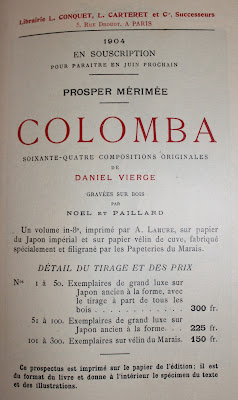 Librairie L. CONQUET, L. CARTERET et Cie, Successeurs
5, RUE DROUOT, A PARIS
1904
EN SOUSCRIPTION
POUR PARAITRE EN JUIN PROCHAIN
PROSPER MÉRIMÉE
COLOMBA
SOIXANTE-QUATRE COMPOSITIONS ORIGINALES
DE
DANIEL VIERGE
GRAVÉES SUR BOIS
PAR
NOEL ET PAILLARD
Un volume in-8°, imprimé par A. LAHURE, sur papier
du Japon impérial et sur papier vélin de cuve, fabriqué
spécialement et filigrané par les Papeteries du Marais.
DÉTAIL DU TIRAGE ET DES PRIX
Nos 1 à 50. Exemplaires de grand luxe sur
Japon ancien à la forme, avec
le tirage à part de tous les
bois . . . . . . . . . . . . 300 fr.
51 à 100. Exemplaires de grand luxe sur
Japon ancien à la forme. . . 225 fr.
101 à 300. Exemplaires sur vélin du Marais. 150 fr.
Ce prospectus est imprimé sur le papier de l'édition; il est
du format du livre et donne à l'intérieur le spécimen du texte
et des illustrations.